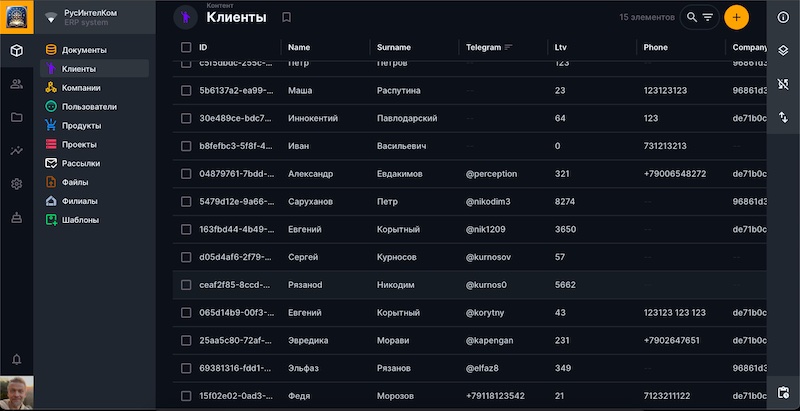 РусИнтелКом
ERP system
Документы
Клиенты
Компании
Пользователи
Продукты
Проекты
Рассылки
Файлы
Филиалы
Шаблоны
Контент
Клиенты
15 элементов
ID Name Surname Telegram Ltv Phone Company
c5f5dbdc-255c-... Петр Петров -- 123 -- 96861d3
5b6137a2-ea99-... Маша Распутина -- 23 123123123 96861d3
30e489ce-bdc7... Иннокентий Павлодарский -- 64 123 de71b0c
b8fefbc3-5f8f-4... Иван Васильевич -- 0 731213213 --
04879761-7bdd-... Александр Евдакимов @perception 321 +79006548272 de71b0c
5479d12e-9a66-... Саруханов Петр @nikodim3 8274 -- 96861d3
163fbd44-4b49-... Евгений Корытный @nik1209 3650 -- de71b0c
d05d4af6-2f79-... Сергей Курносов @kurnosov 57 -- --
ceaf2f85-8ccd-... Рязаnod Никодим @kurnos0 5662 -- --
065d14b9-00f3-... Евгений Корытный @korytny 43 123123 123 123 de71b0c
25aa5c80-72af-... Эвредика Морави @kapengan 231 +7902647651 de71b0c
69381316-fdd1-... Эльфаз Рязанов @elfaz8 349 -- 96861d3
15f02e02-0ad3-... Федя Морозов +79118123542 21 7123211122 de71b0c